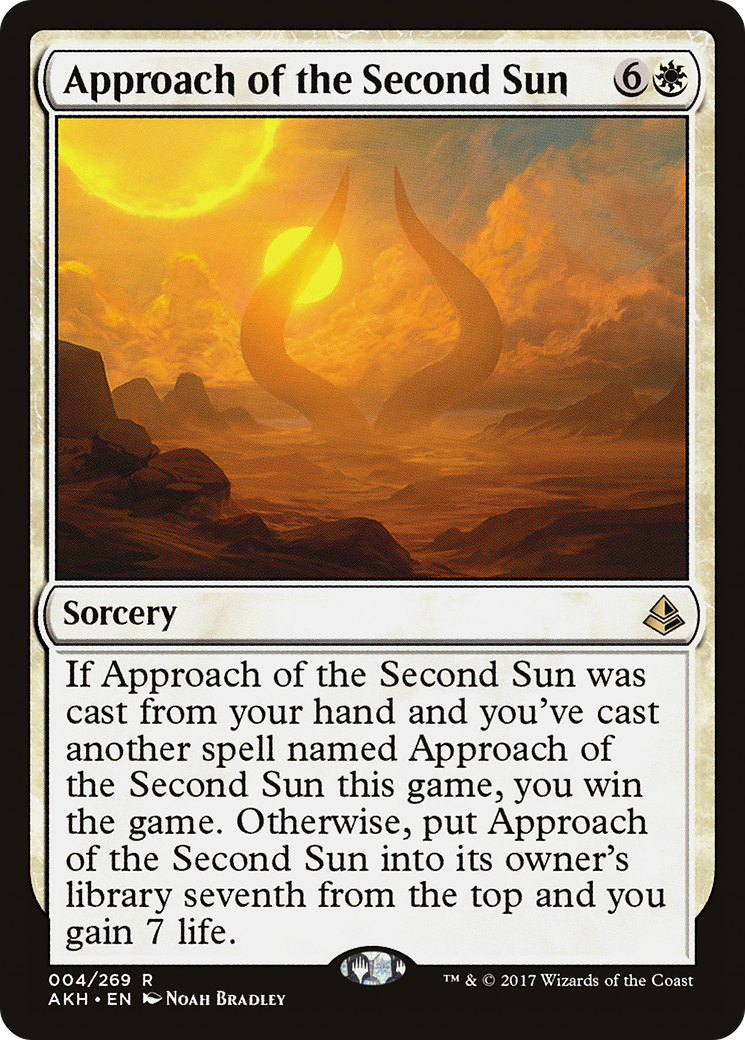 Approach of the Second Sun 6
Sorcery
If Approach of the Second Sun was
cast from your hand and you've cast
another spell named Approach of
the Second Sun this game, you win
the game. Otherwise, put Approach
of the Second Sun into its owner's
library seventh from the top and you
gain 7 life.
004/269 R
AKH • EN Noah Bradley
™ & © 2017 Wizards of the Coast